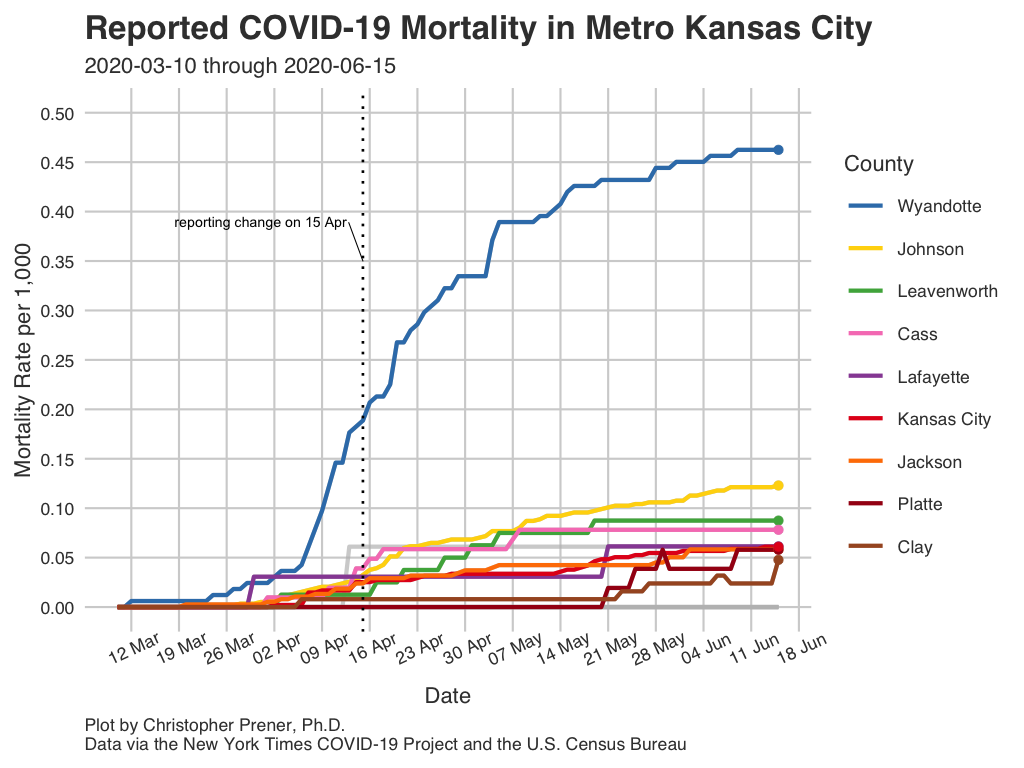 Reported COVID-19 Mortality in Metro Kansas City
2020-03-10 through 2020-06-15
0.50
0.45
0.40
0.35
0.30
0.25
0.20
0.15
0.10
0.05
0.00
Mortality Rate per 1,000
reporting change on 15 Apr
12 Mar
19 Mar
26 Mar
02 Apr
09 Apr
16 Apr
23 Apr
30 Apr
07 May
14 May
21 May
28 May
04 Jun
11 Jun
18 Jun
Date
County
Wyandotte
Johnson
Leavenworth
Cass
Lafayette
Kansas City
Jackson
Platte
Clay
Plot by Christopher Prener, Ph.D.
Data via the New York Times COVID-19 Project and the U.S. Census Bureau